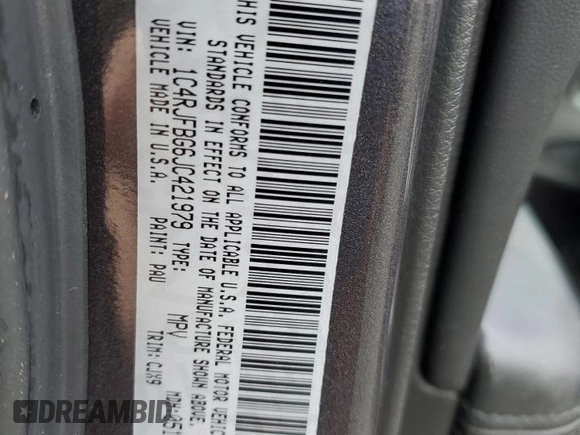 THIS VEHICLE CONFORMS TO ALL APPLICABLE U.S.A. FEDERAL MOTOR
STANDARDS IN EFFECT ON THE DATE OF MANUFACTURE SHOWN ABOVE.
VIN: 1C4RJFBG6JC421979 TYPE: MPV
VEHICLE MADE IN U.S.A. PAINT: PAU TRIM: CJX9
DREAMBID.COM